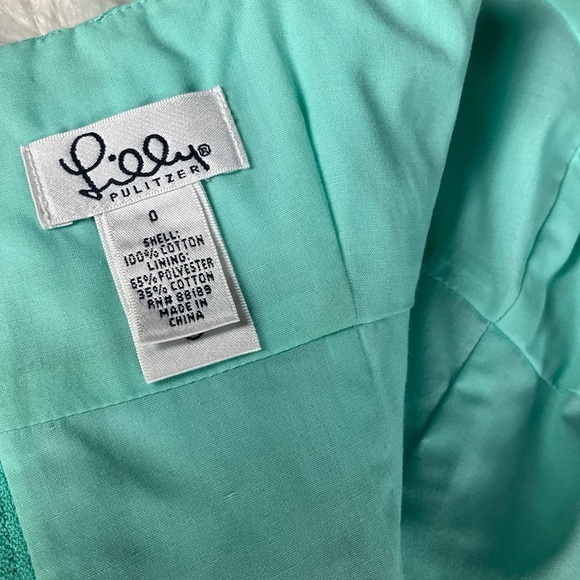 Lilly®
PULITZER
0
SHELL:
100% COTTON
LINING:
65% POLYESTER
35% COTTON
RN# 88189
MADE IN
CHINA